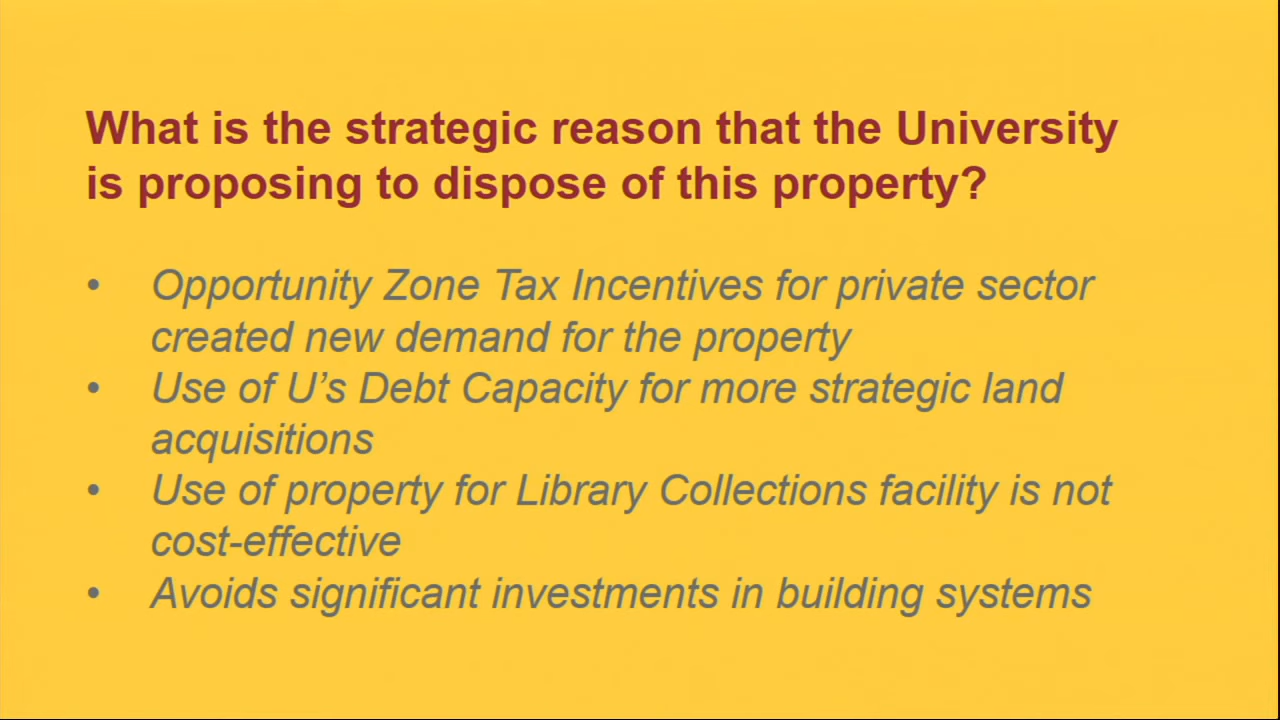 What is the strategic reason that the University
is proposing to dispose of this property?
• Opportunity Zone Tax Incentives for private sector
created new demand for the property
• Use of U’s Debt Capacity for more strategic land
acquisitions
• Use of property for Library Collections facility is not
cost-effective
• Avoids significant investments in building systems